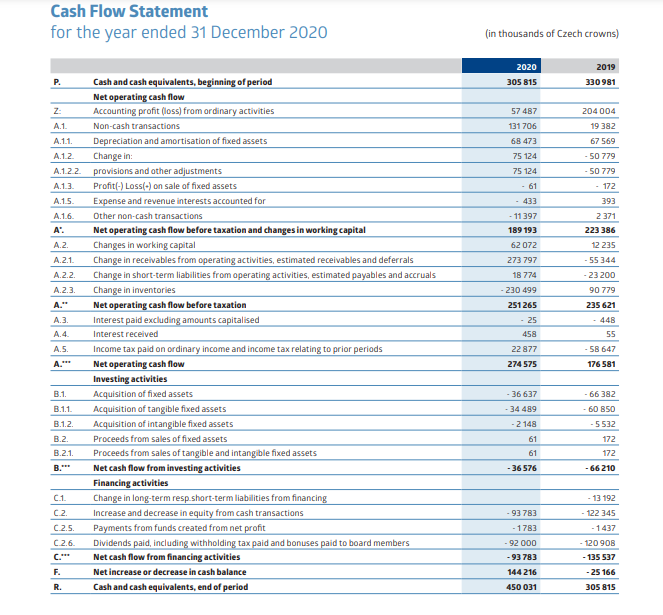 Cash Flow Statement
for the year ended 31 December 2020 (in thousands of Czech crowns)
2020 2019
P. Cash and cash equivalents, beginning of period 305 815 330 981
Net operating cash flow
Z: Accounting profit (loss) from ordinary activities 57 487 204 004
A.1. Non-cash transactions 131 706 19 382
A.1.1. Depreciation and amortisation of fixed assets 68 473 67 569
A.1.2. Change in: 75 124 - 50 779
A.1.2.2. provisions and other adjustments 75 124 - 50 779
A.1.3. Profit(-) Loss(+) on sale of fixed assets - 61 - 172
A.1.5. Expense and revenue interests accounted for - 433 393
A.1.6. Other non-cash transactions - 11 397 2 371
A*. Net operating cash flow before taxation and changes in working capital 189 193 223 386
A.2. Changes in working capital 62 072 12 235
A.2.1. Change in receivables from operating activities, estimated receivables and deferrals 273 797 - 55 344
A.2.2. Change in short-term liabilities from operating activities, estimated payables and accruals 18 774 - 23 200
A.2.3. Change in inventories - 230 499 90 779
A.** Net operating cash flow before taxation 251 265 235 621
A.3. Interest paid excluding amounts capitalised - 25 - 448
A.4. Interest received 458 55
A.5. Income tax paid on ordinary income and income tax relating to prior periods 22 877 - 58 647
A.*** Net operating cash flow 274 575 176 581
Investing activities
B.1. Acquisition of fixed assets - 36 637 - 66 382
B.1.1. Acquisition of tangible fixed assets - 34 489 - 60 850
B.1.2. Acquisition of intangible fixed assets - 2 148 - 5 532
B.2. Proceeds from sales of fixed assets 61 172
B.2.1. Proceeds from sales of tangible and intangible fixed assets 61 172
B.*** Net cash flow from investing activities - 36 576 - 66 210
Financing activities
C.1. Change in long-term resp.short-term liabilities from financing - 13 192
C.2. Increase and decrease in equity from cash transactions - 93 783 - 122 345
C.2.5. Payments from funds created from net profit - 1 783 - 1 437
C.2.6. Dividends paid, including withholding tax paid and bonuses paid to board members - 92 000 - 120 908
C.*** Net cash flow from financing activities - 93 783 - 135 537
F. Net increase or decrease in cash balance 144 216 - 25 166
R. Cash and cash equivalents, end of period 450 031 305 815